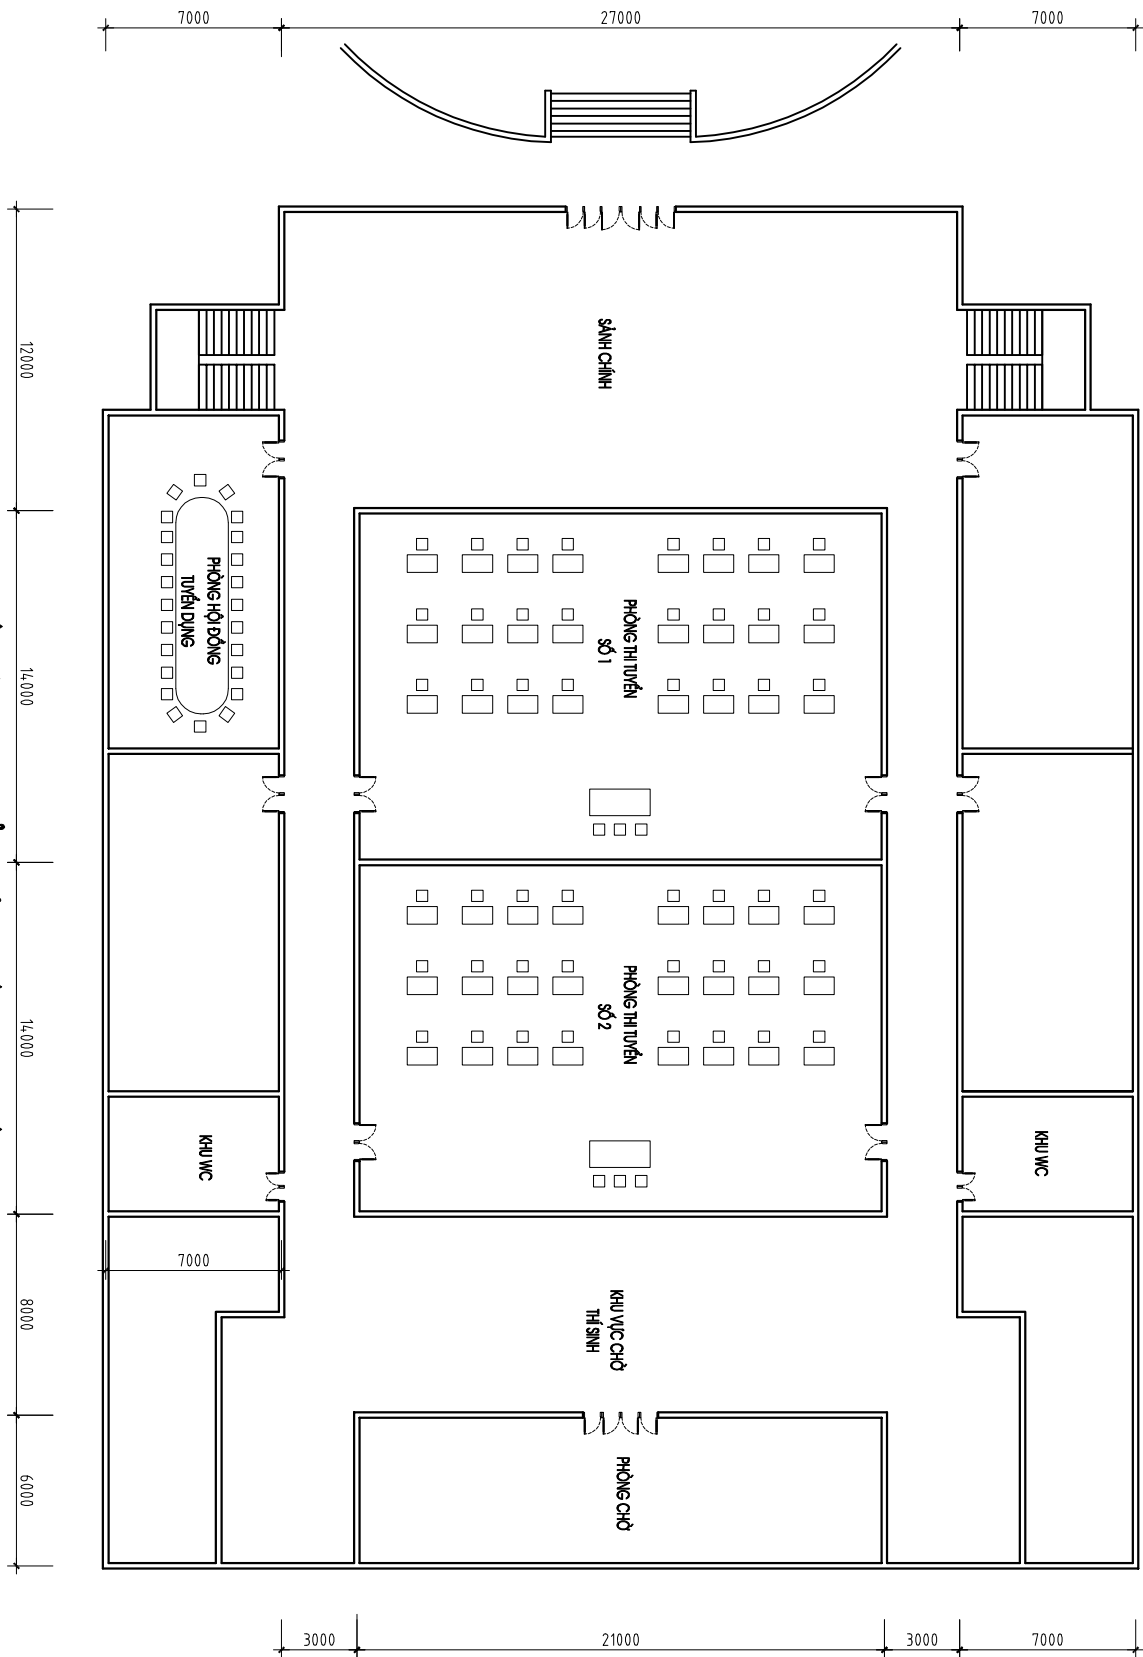 7000
27000
7000
12000
14000
14000
8000
6000
SẢNH CHÍNH
PHÒNG HỘI ĐỒNG
TUYỂN DỤNG
PHÒNG THI TUYỂN
SỐ 1
PHÒNG THI TUYỂN
SỐ 2
KHU WC
KHU WC
7000
KHU VỰC CHỜ
THÍ SINH
PHÒNG CHỜ
3000
21000
3000
7000